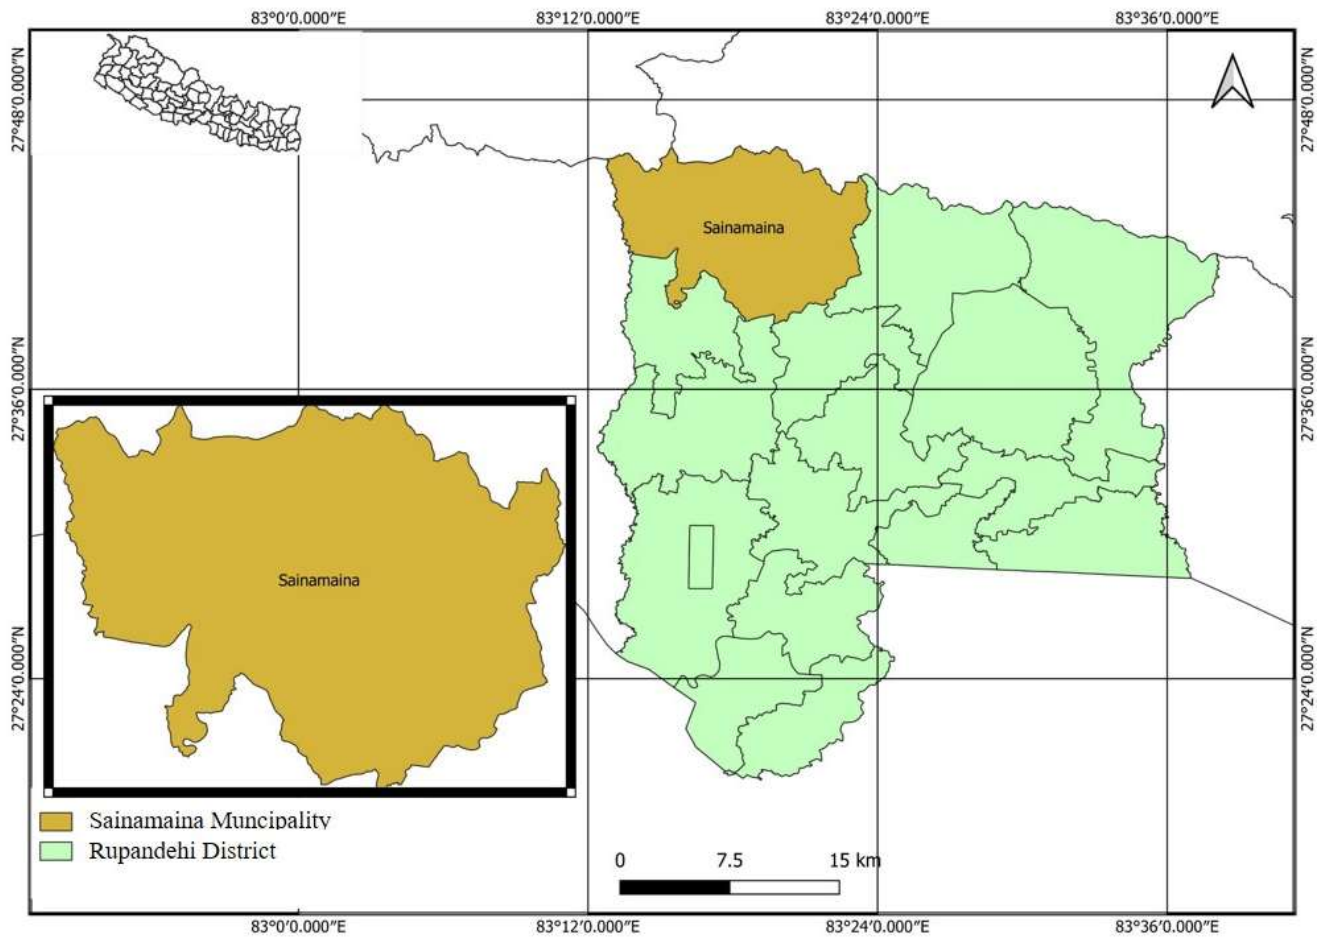 83°0′0.000″E 83°12′0.000″E 83°24′0.000″E 83°36′0.000″E
27°48′0.000″N
27°48′0.000″N
Sainamaina
27°36′0.000″N
27°36′0.000″N
Sainamaina
27°24′0.000″N
27°24′0.000″N
Sainamaina Muncipality
Rupandehi District
0 7.5 15 km
83°0′0.000″E 83°12′0.000″E 83°24′0.000″E 83°36′0.000″E